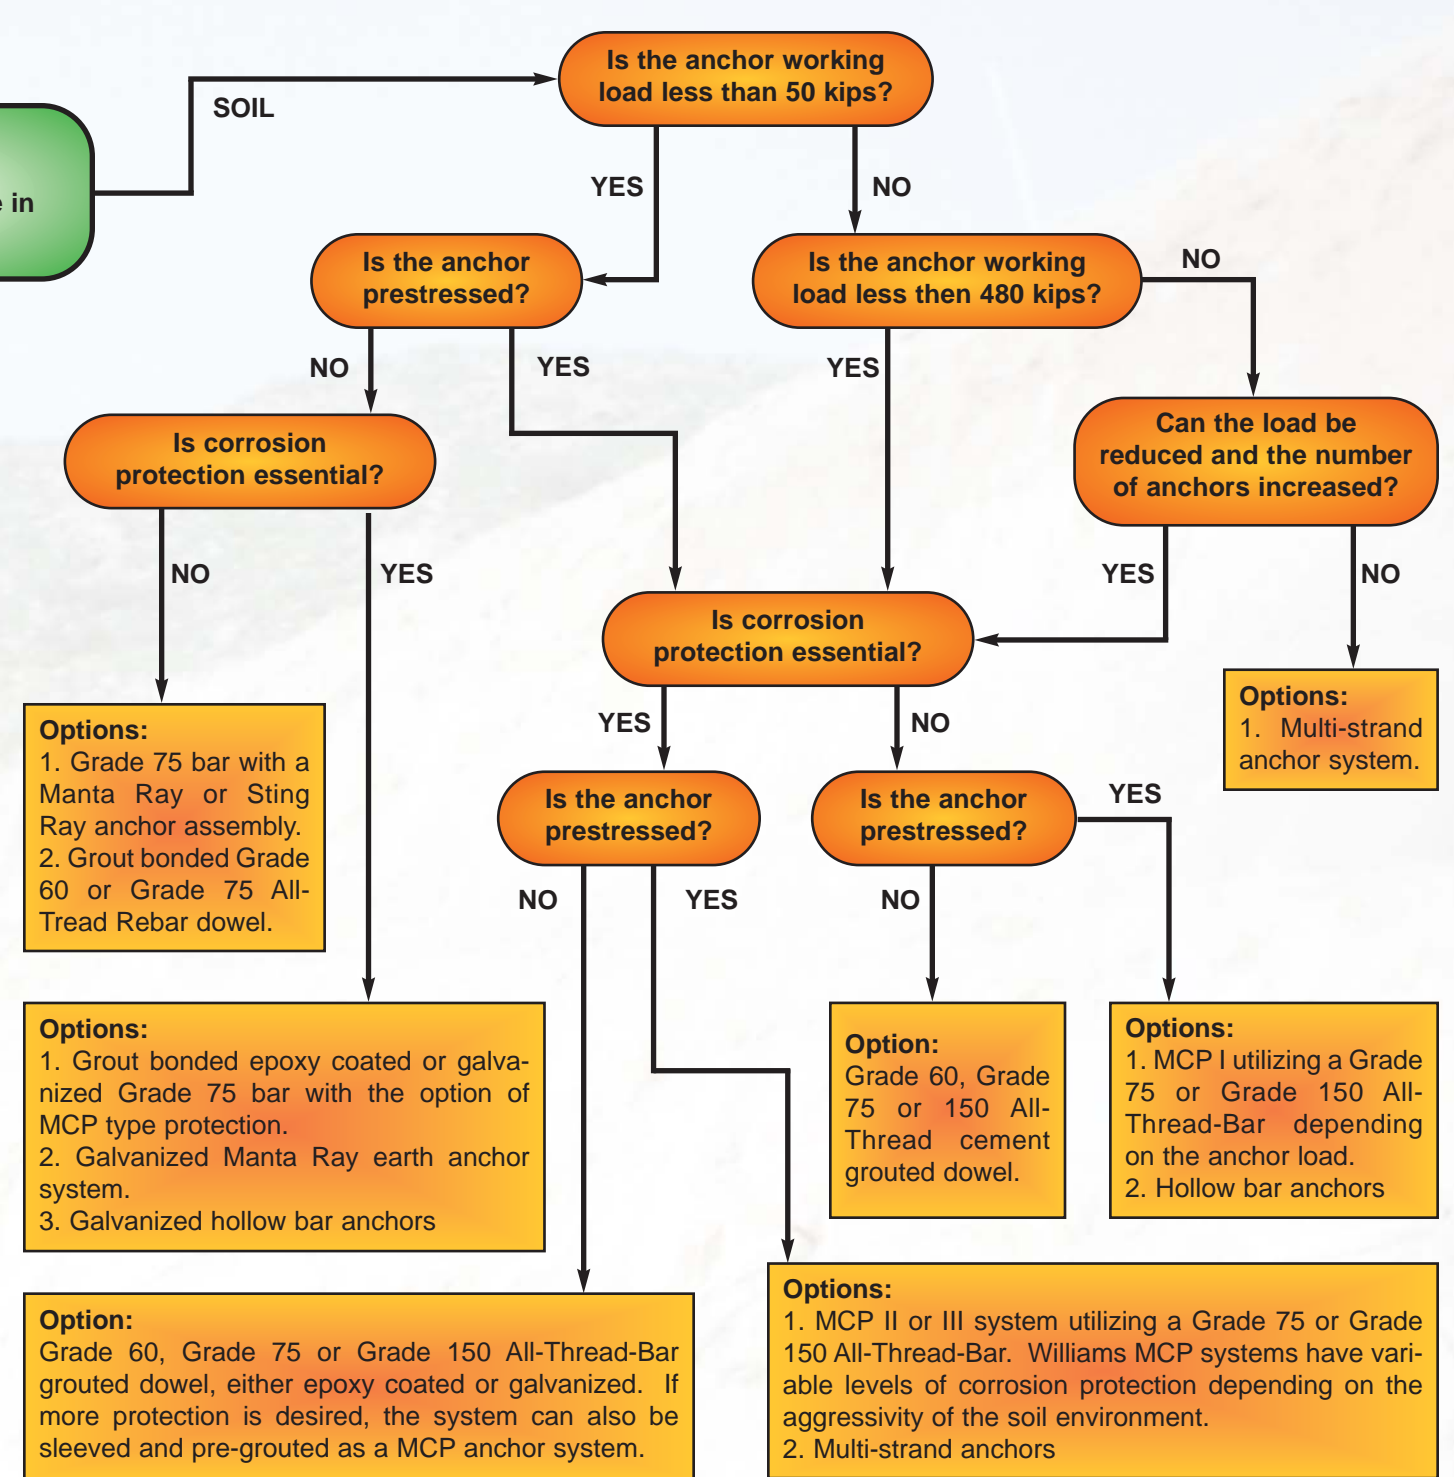 Is the anchor working
load less than 50 kips?
SOIL
e in
YES
NO
Is the anchor
prestressed?
Is the anchor working
load less then 480 kips?
NO
NO
YES
YES
Is corrosion
protection essential?
Can the load be
reduced and the number
of anchors increased?
NO
YES
YES
NO
Is corrosion
protection essential?
Options:
1. Multi-strand
anchor system.
YES
NO
Options:
1. Grade 75 bar with a
Manta Ray or Sting
Ray anchor assembly.
2. Grout bonded Grade
60 or Grade 75 All-
Tread Rebar dowel.
Is the anchor
prestressed?
Is the anchor
prestressed?
YES
NO
YES
NO
Options:
1. Grout bonded epoxy coated or galva-
nized Grade 75 bar with the option of
MCP type protection.
2. Galvanized Manta Ray earth anchor
system.
3. Galvanized hollow bar anchors
Option:
Grade 60, Grade
75 or 150 All-
Thread cement
grouted dowel.
Options:
1. MCP I utilizing a Grade
75 or Grade 150 All-
Thread-Bar depending
on the anchor load.
2. Hollow bar anchors
Option:
Grade 60, Grade 75 or Grade 150 All-Thread-Bar
grouted dowel, either epoxy coated or galvanized. If
more protection is desired, the system can also be
sleeved and pre-grouted as a MCP anchor system.
Options:
1. MCP II or III system utilizing a Grade 75 or Grade
150 All-Thread-Bar. Williams MCP systems have vari-
able levels of corrosion protection depending on the
aggressivity of the soil environment.
2. Multi-strand anchors